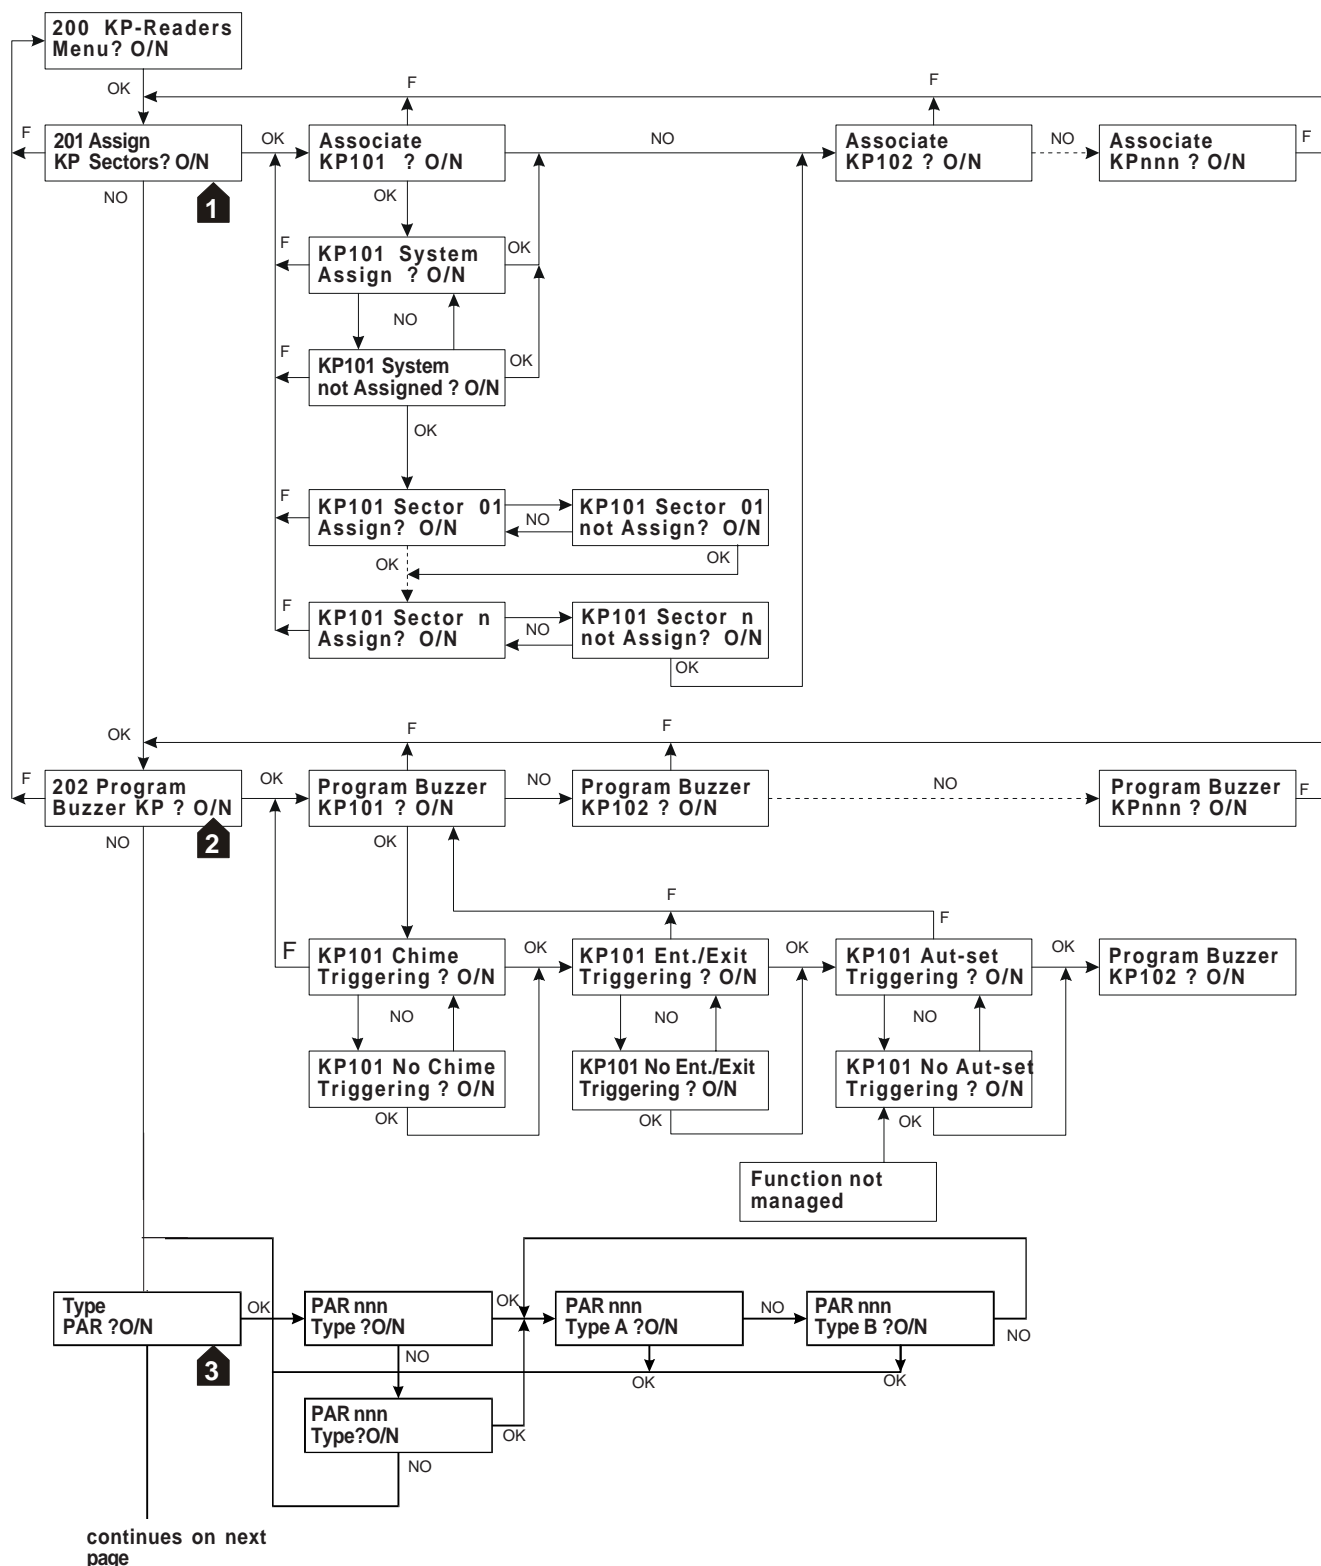 200 KP-Readers
Menu? O/N
OK
F
F
F
201 Assign
KP Sectors? O/N
OK
Associate
KP101 ? O/N
NO
Associate
KP102 ? O/N
NO
Associate
KPnnn ? O/N
F
NO
1
OK
F
KP101 System
Assign ? O/N
OK
NO
F
KP101 System
not Assigned ? O/N
OK
OK
F
KP101 Sector 01
Assign? O/N
NO
KP101 Sector 01
not Assign? O/N
OK
OK
F
KP101 Sector n
Assign? O/N
NO
KP101 Sector n
not Assign? O/N
OK
OK
F
F
F
202 Program
Buzzer KP ? O/N
OK
Program Buzzer
KP101 ? O/N
NO
Program Buzzer
KP102 ? O/N
NO
Program Buzzer
KPnnn ? O/N
F
NO
2
OK
F
F
F
KP101 Chime
Triggering ? O/N
OK
KP101 Ent./Exit
Triggering ? O/N
OK
KP101 Aut-set
Triggering ? O/N
OK
Program Buzzer
KP102 ? O/N
NO
NO
NO
KP101 No Chime
Triggering ? O/N
KP101 No Ent./Exit
Triggering ? O/N
KP101 No Aut-set
Triggering ? O/N
OK
OK
OK
Function not
managed
Type
PAR ?O/N
OK
PAR nnn
Type ?O/N
OK
PAR nnn
Type A ?O/N
NO
PAR nnn
Type B ?O/N
NO
3
NO
OK
OK
PAR nnn
Type?O/N
OK
NO
continues on next
page